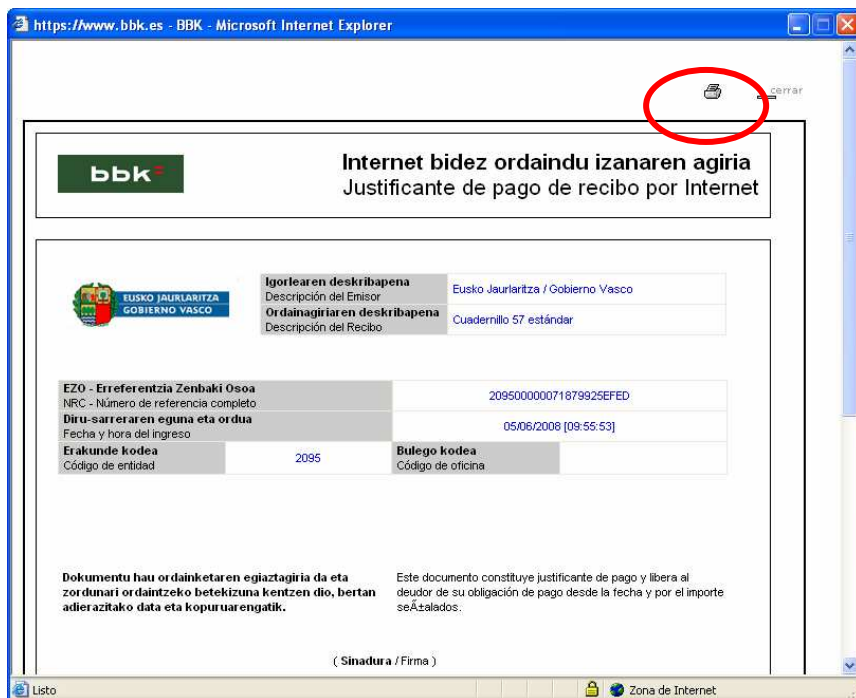 https://www.bbk.es - BBK - Microsoft Internet Explorer
cerrar
bbk
Internet bidez ordaindu izanaren agiria
Justificante de pago de recibo por Internet
EUSKO JAURLARITZA
GOBIERNO VASCO
Igorlearen deskribapena
Descripción del Emisor
Eusko Jaurlaritza / Gobierno Vasco
Ordainagiriaren deskribapena
Descripción del Recibo
Cuadernillo 57 estándar
EZO - Erreferentzia Zenbaki Osoa
NRC - Número de referencia completo
209500000071879925EFED
Diru-sarreraren eguna eta ordua
Fecha y hora del ingreso
05/06/2008 [09:55:53]
Erakunde kodea
Código de entidad
2095
Bulego kodea
Código de oficina
Dokumentu hau ordainketaren egiaztagiria da eta
zordunari ordaintzeko betekizuna kentzen dio, bertan
adierazitako data eta kopuruarengatik.
Este documento constituye justificante de pago y libera al
deudor de su obligación de pago desde la fecha y por el importe
seÃ±alados.
( Sinadura / Firma )
Listo
Zona de Internet